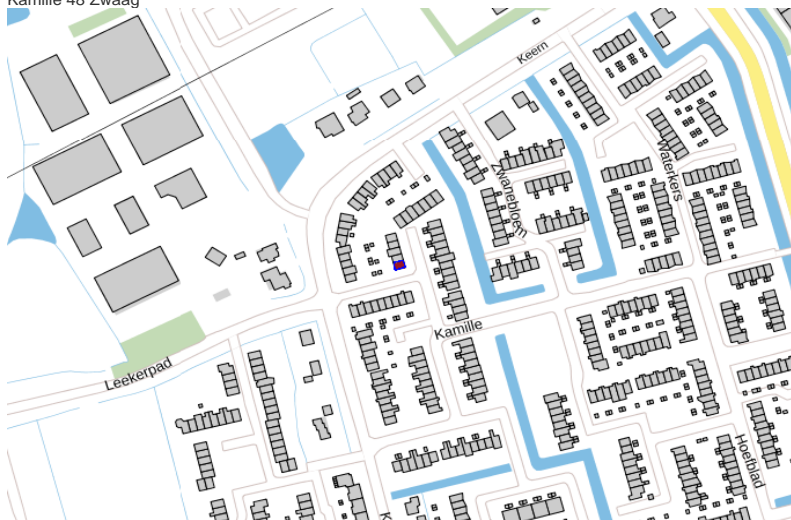 Kamille 48 Zwaag
Keern
Waterkers
Zwanebloem
Kamille
Leekerpad
Hoefblad
K